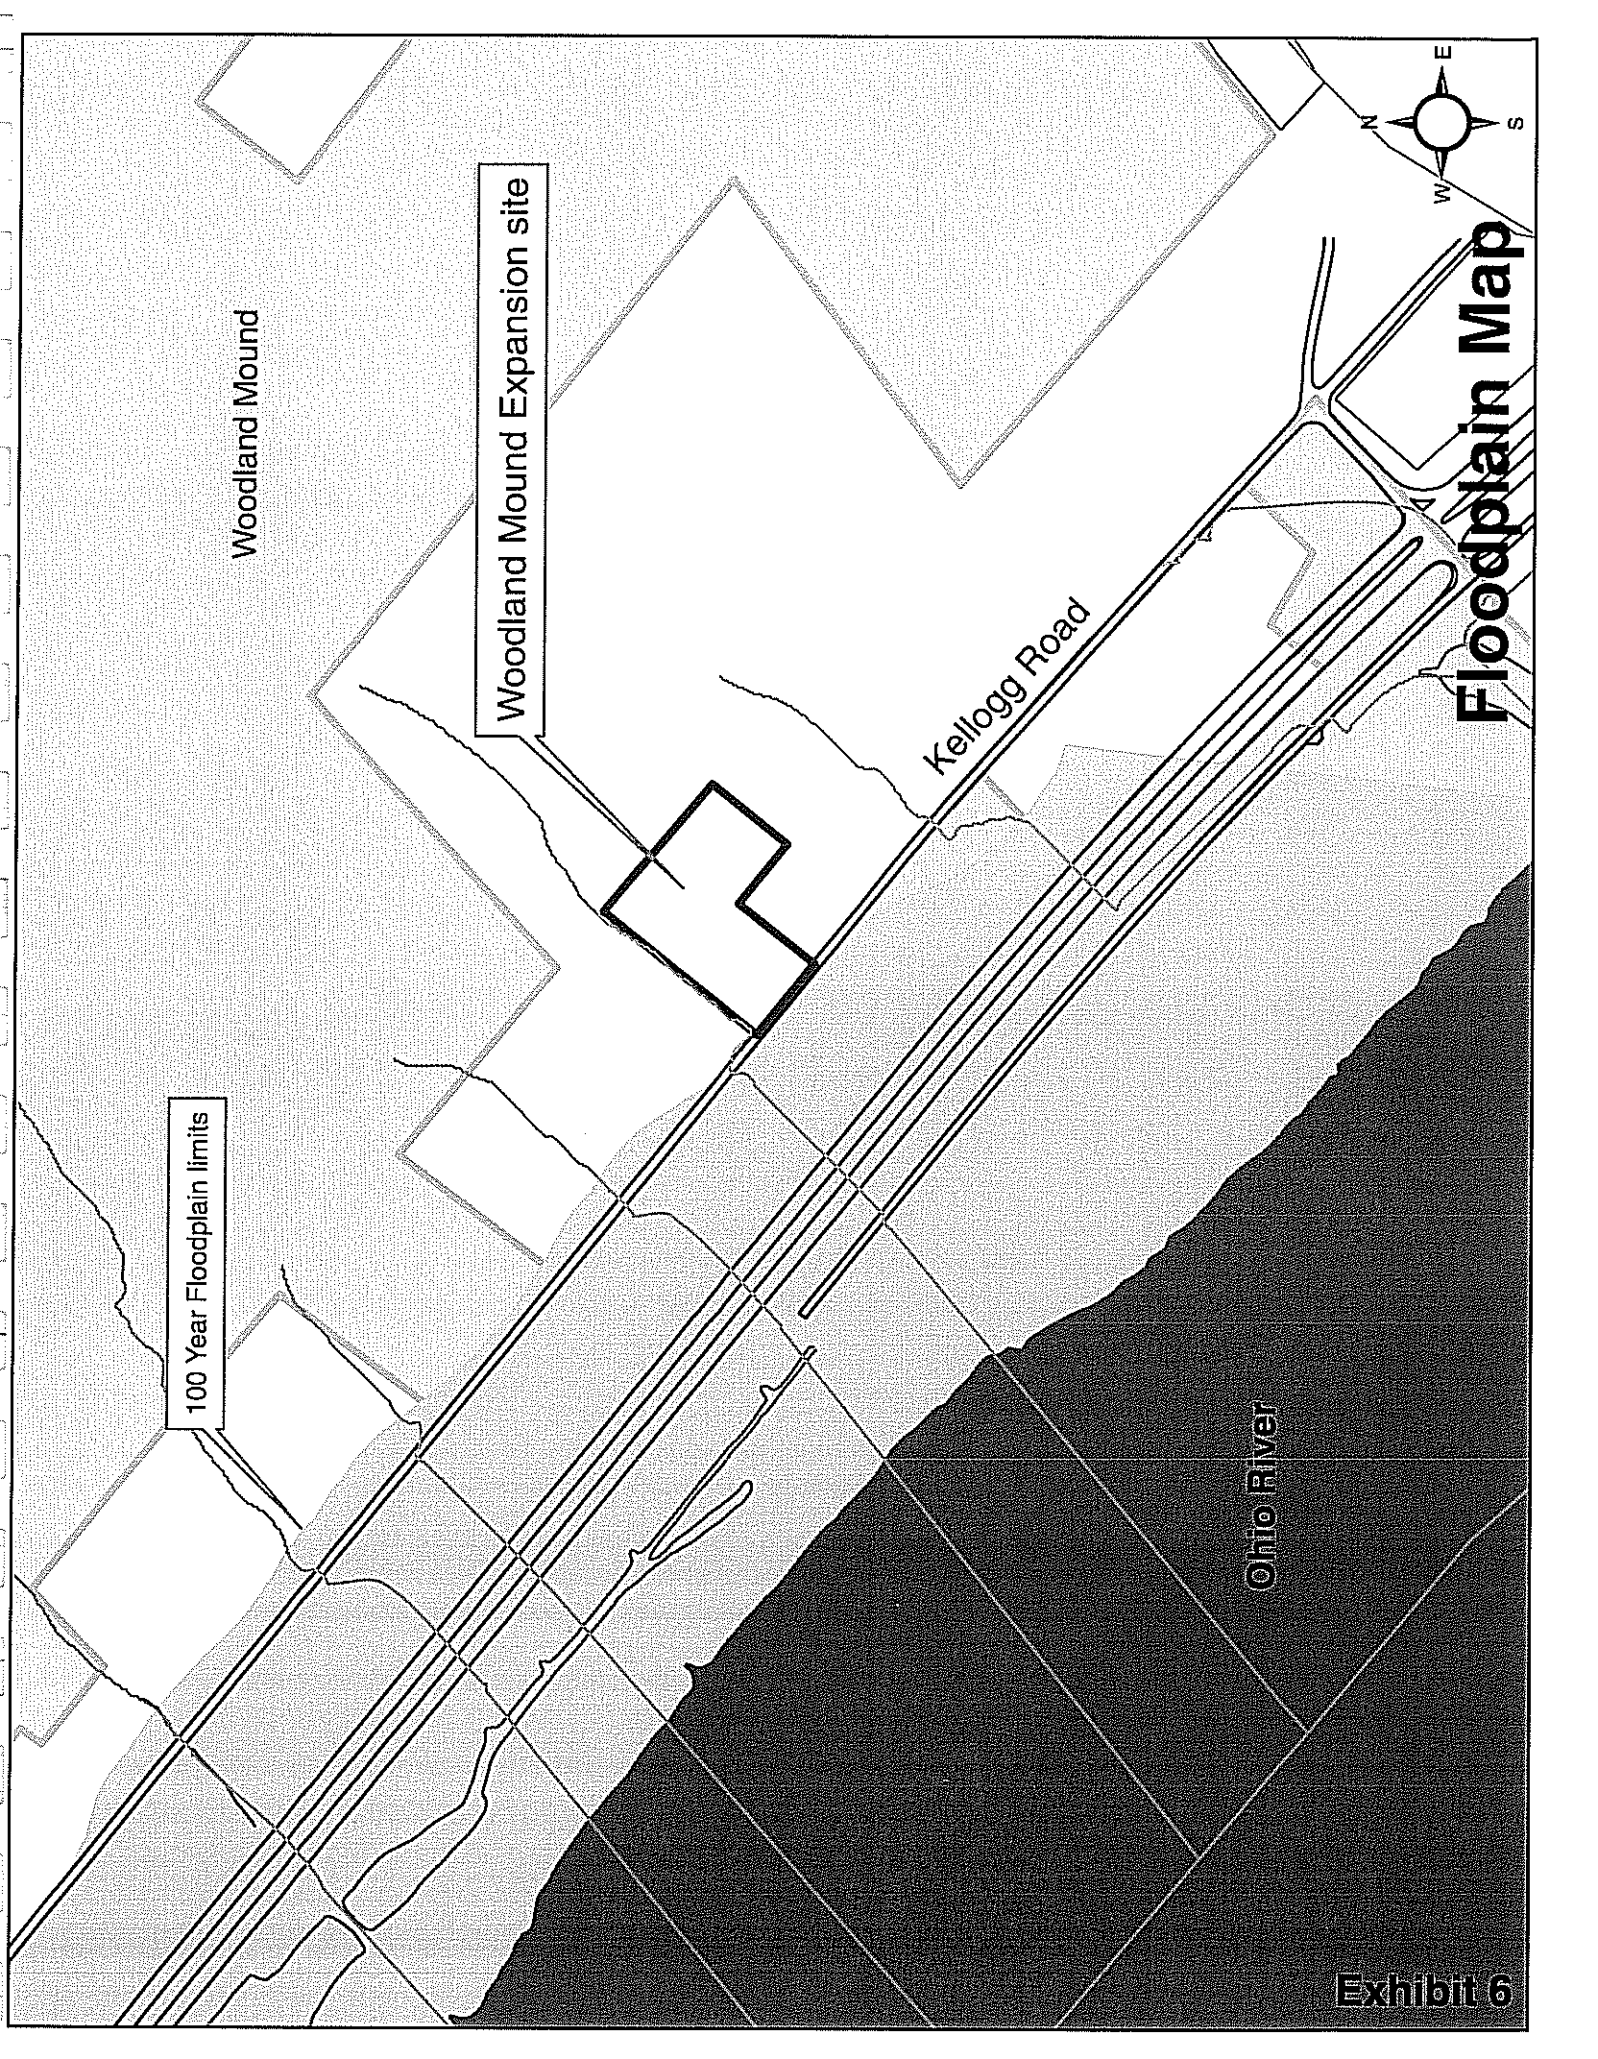 Woodland Mound
Woodland Mound Expansion site
100 Year Floodplain limits
Kellogg Road
Ohio River
N
E
S
W
Floodplain Map
Exhibit 6